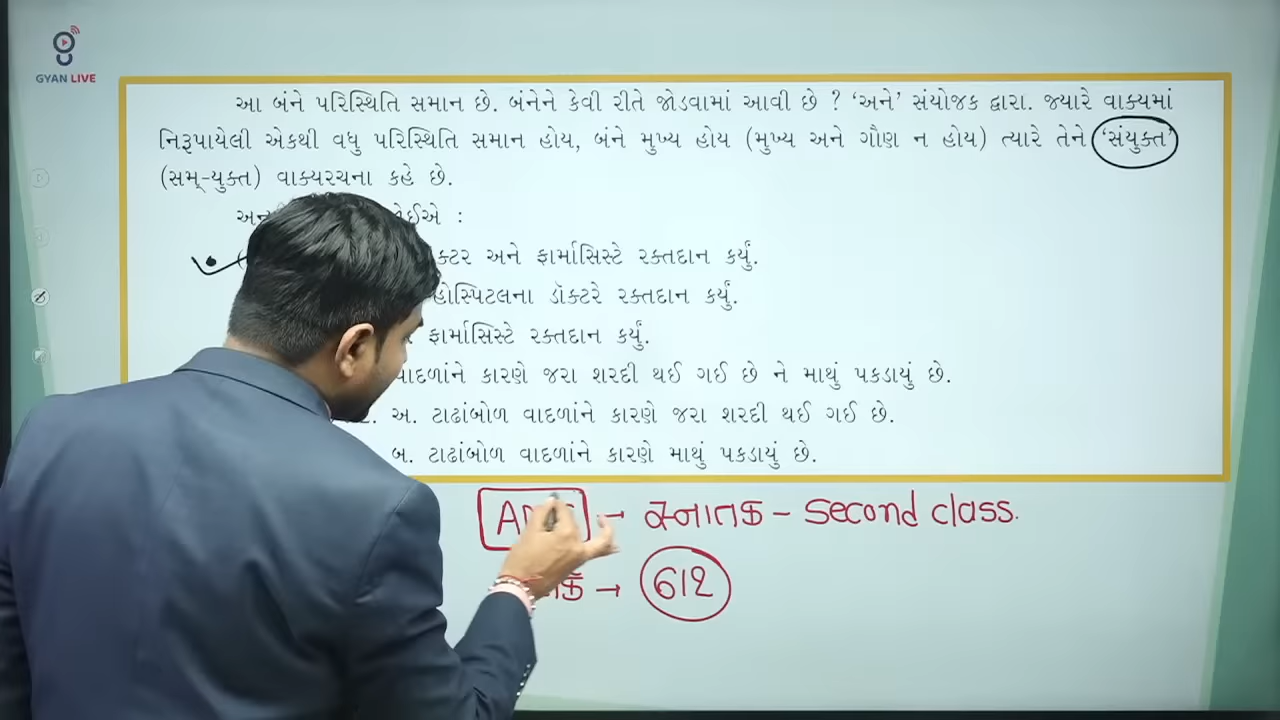 GYAN LIVE
આ બંને પરિસ્થિતિ સમાન છે. બંનેને કેવી રીતે જોડવામાં આવી છે ? ‘અને’ સંયોજક દ્વારા. જ્યારે વાક્યમાં
નિરૂપાયેલી એકથી વધુ પરિસ્થિતિ સમાન હોય, બંને મુખ્ય હોય (મુખ્ય અને ગૌણ ન હોય) ત્યારે તેને ‘સંયુક્ત’
(સમ્-યુક્ત) વાક્યરચના કહે છે.
:
અને ફાર્માસિસ્ટે રક્તદાન કર્યું.
હોસ્પિટલના ડૉક્ટરે રક્તદાન કર્યું.
ફાર્માસિસ્ટે રક્તદાન કર્યું.
વાદળાંને કારણે જરા શરદી થઈ ગઈ છે ને માથું પકડાયું છે.
અ. ટાઢાંબોળ વાદળાંને કારણે જરા શરદી થઈ ગઈ છે.
બ. ટાઢાંબોળ વાદળાંને કારણે માથું પકડાયું છે.
→ સ્નાતક - Second class.
→ 612